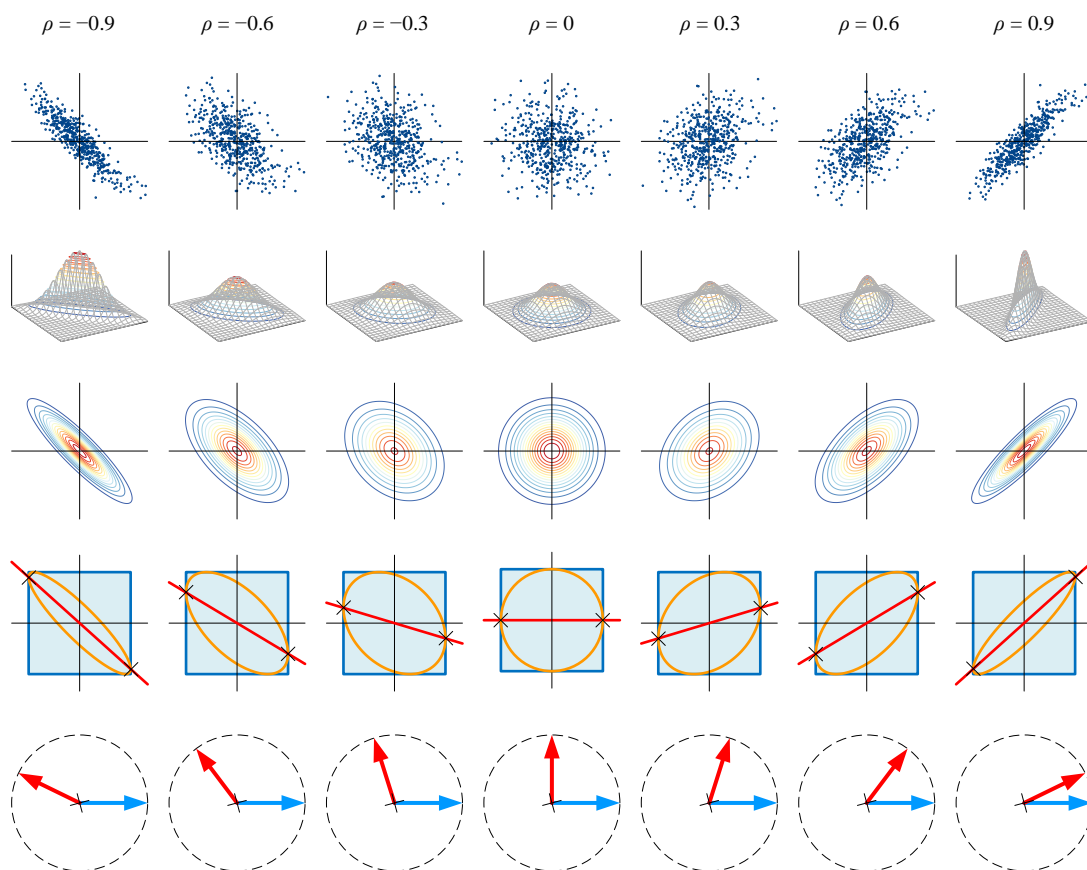 ρ = −0.9 ρ = −0.6 ρ = −0.3 ρ = 0 ρ = 0.3 ρ = 0.6 ρ = 0.9